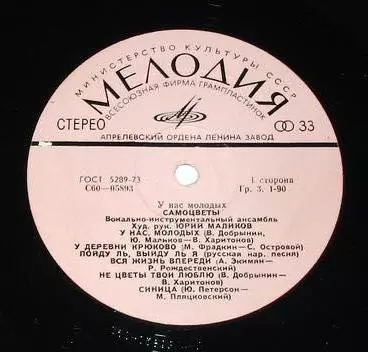 МИНИСТЕРСТВО КУЛЬТУРЫ СССР
МЕЛОДИЯ
ВСЕСОЮЗНАЯ ФИРМА ГРАМПЛАСТИНОК
СТЕРЕО
33
АПРЕЛЕВСКИЙ ОРДЕНА ЛЕНИНА ЗАВОД
ГОСТ 5289-73
С60—05893
1 сторона
Гр. 3. 1-90
У нас молодых
САМОЦВЕТЫ
Вокально-инструментальный ансамбль
Худ. рук. ЮРИЙ МАЛИКОВ
У НАС, МОЛОДЫХ (В. Добрынин,
Ю. Маликов—В. Харитонов)
У ДЕРЕВНИ КРЮКОВО (М. Фрадкин—С. Островой)
ПОЙДУ ЛЬ, ВЫЙДУ ЛЬ Я (русская нар. песня)
ВСЯ ЖИЗНЬ ВПЕРЕДИ (А. Экимян—
Р. Рождественский)
НЕ ЦВЕТЫ ТВОИ ЛЮБЛЮ (В. Добрынин—
В. Харитонов)
СИНИЦА (Ю. Петерсон—
М. Пляцковский)